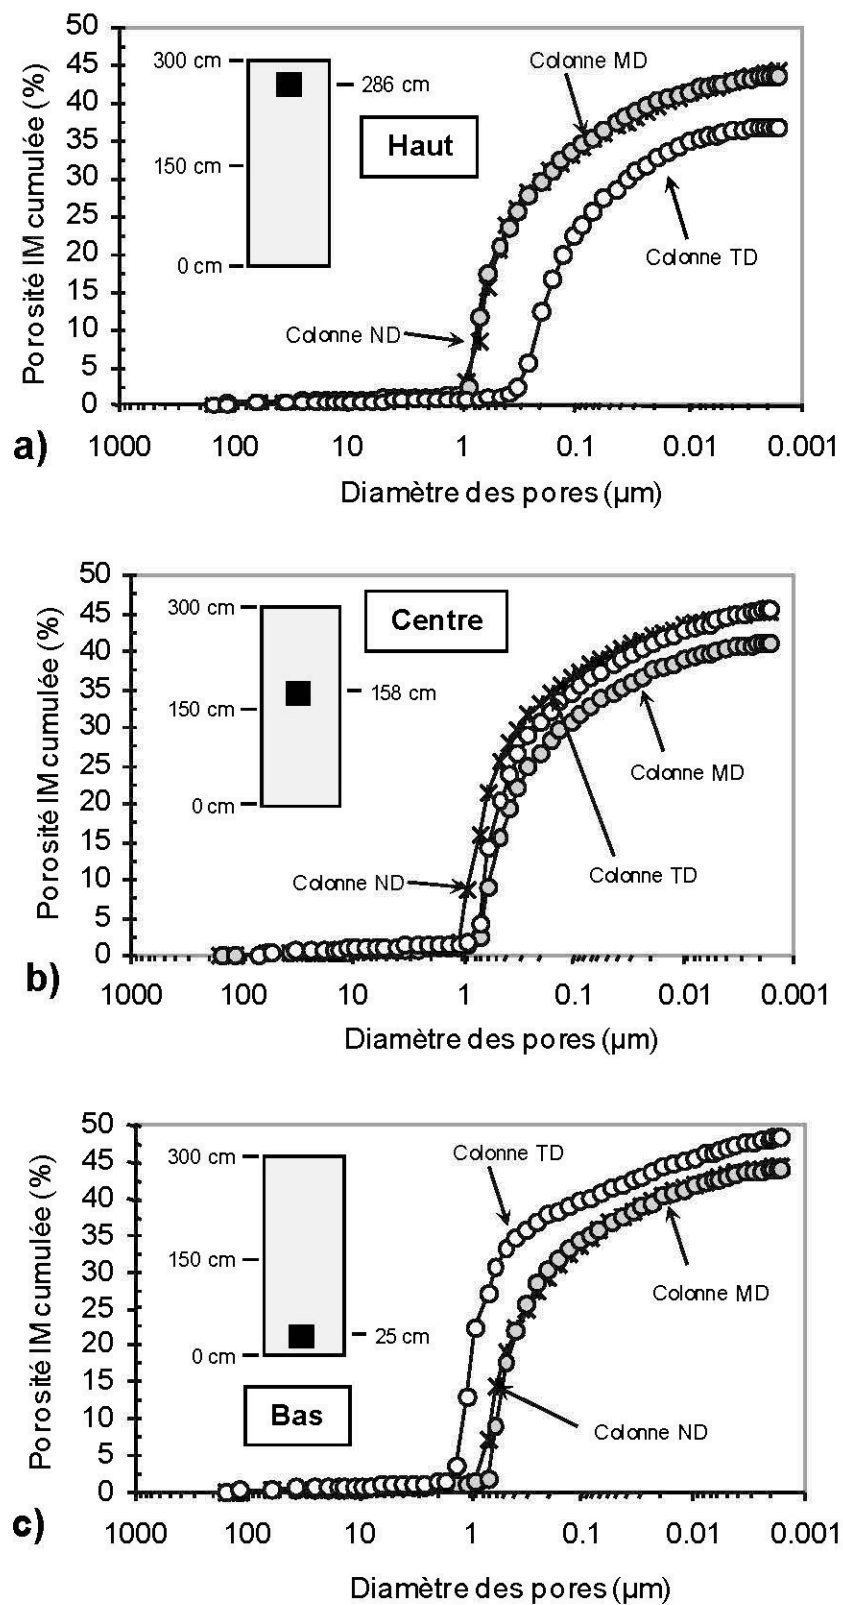 50
45
40
35
30
25
20
15
10
5
0
Porosité IM cumulée (%)
300 cm
286 cm
150 cm
0 cm
Haut
Colonne MD
Colonne TD
Colonne ND
1000 100 10 1 0.1 0.01 0.001
a)
Diamètre des pores (µm)
50
45
40
35
30
25
20
15
10
5
0
Porosité IM cumulée (%)
300 cm
158 cm
150 cm
0 cm
Centre
Colonne MD
Colonne TD
Colonne ND
1000 100 10 1 0.1 0.01 0.001
b)
Diamètre des pores (µm)
50
45
40
35
30
25
20
15
10
5
0
Porosité IM cumulée (%)
300 cm
150 cm
25 cm
0 cm
Bas
Colonne TD
Colonne MD
Colonne ND
1000 100 10 1 0.1 0.01 0.001
c)
Diamètre des pores (µm)